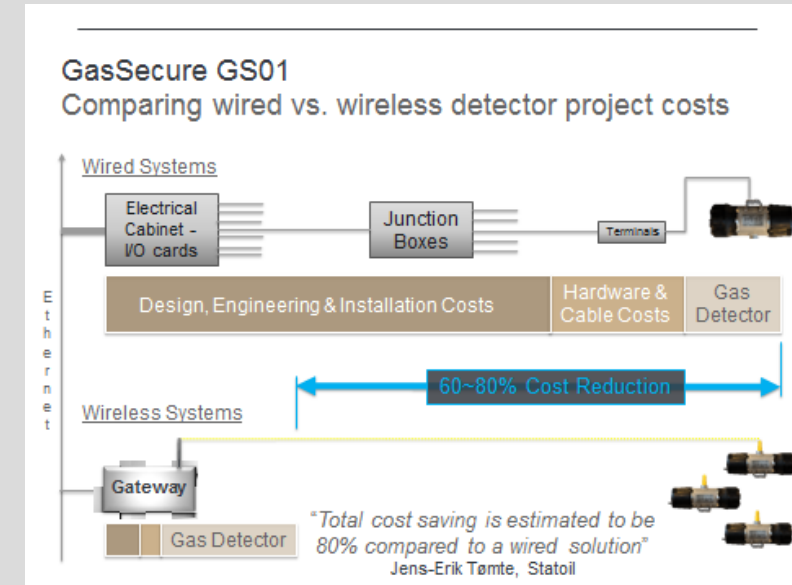 GasSecure GS01
Comparing wired vs. wireless detector project costs
Wired Systems
Electrical
Cabinet -
I/O cards
Junction
Boxes
Terminals
Design, Engineering & Installation Costs
Hardware &
Cable Costs
Gas
Detector
Ethernet
60~80% Cost Reduction
Wireless Systems
Gateway
Gas Detector
"Total cost saving is estimated to be
80% compared to a wired solution"
Jens-Erik Tømte, Statoil